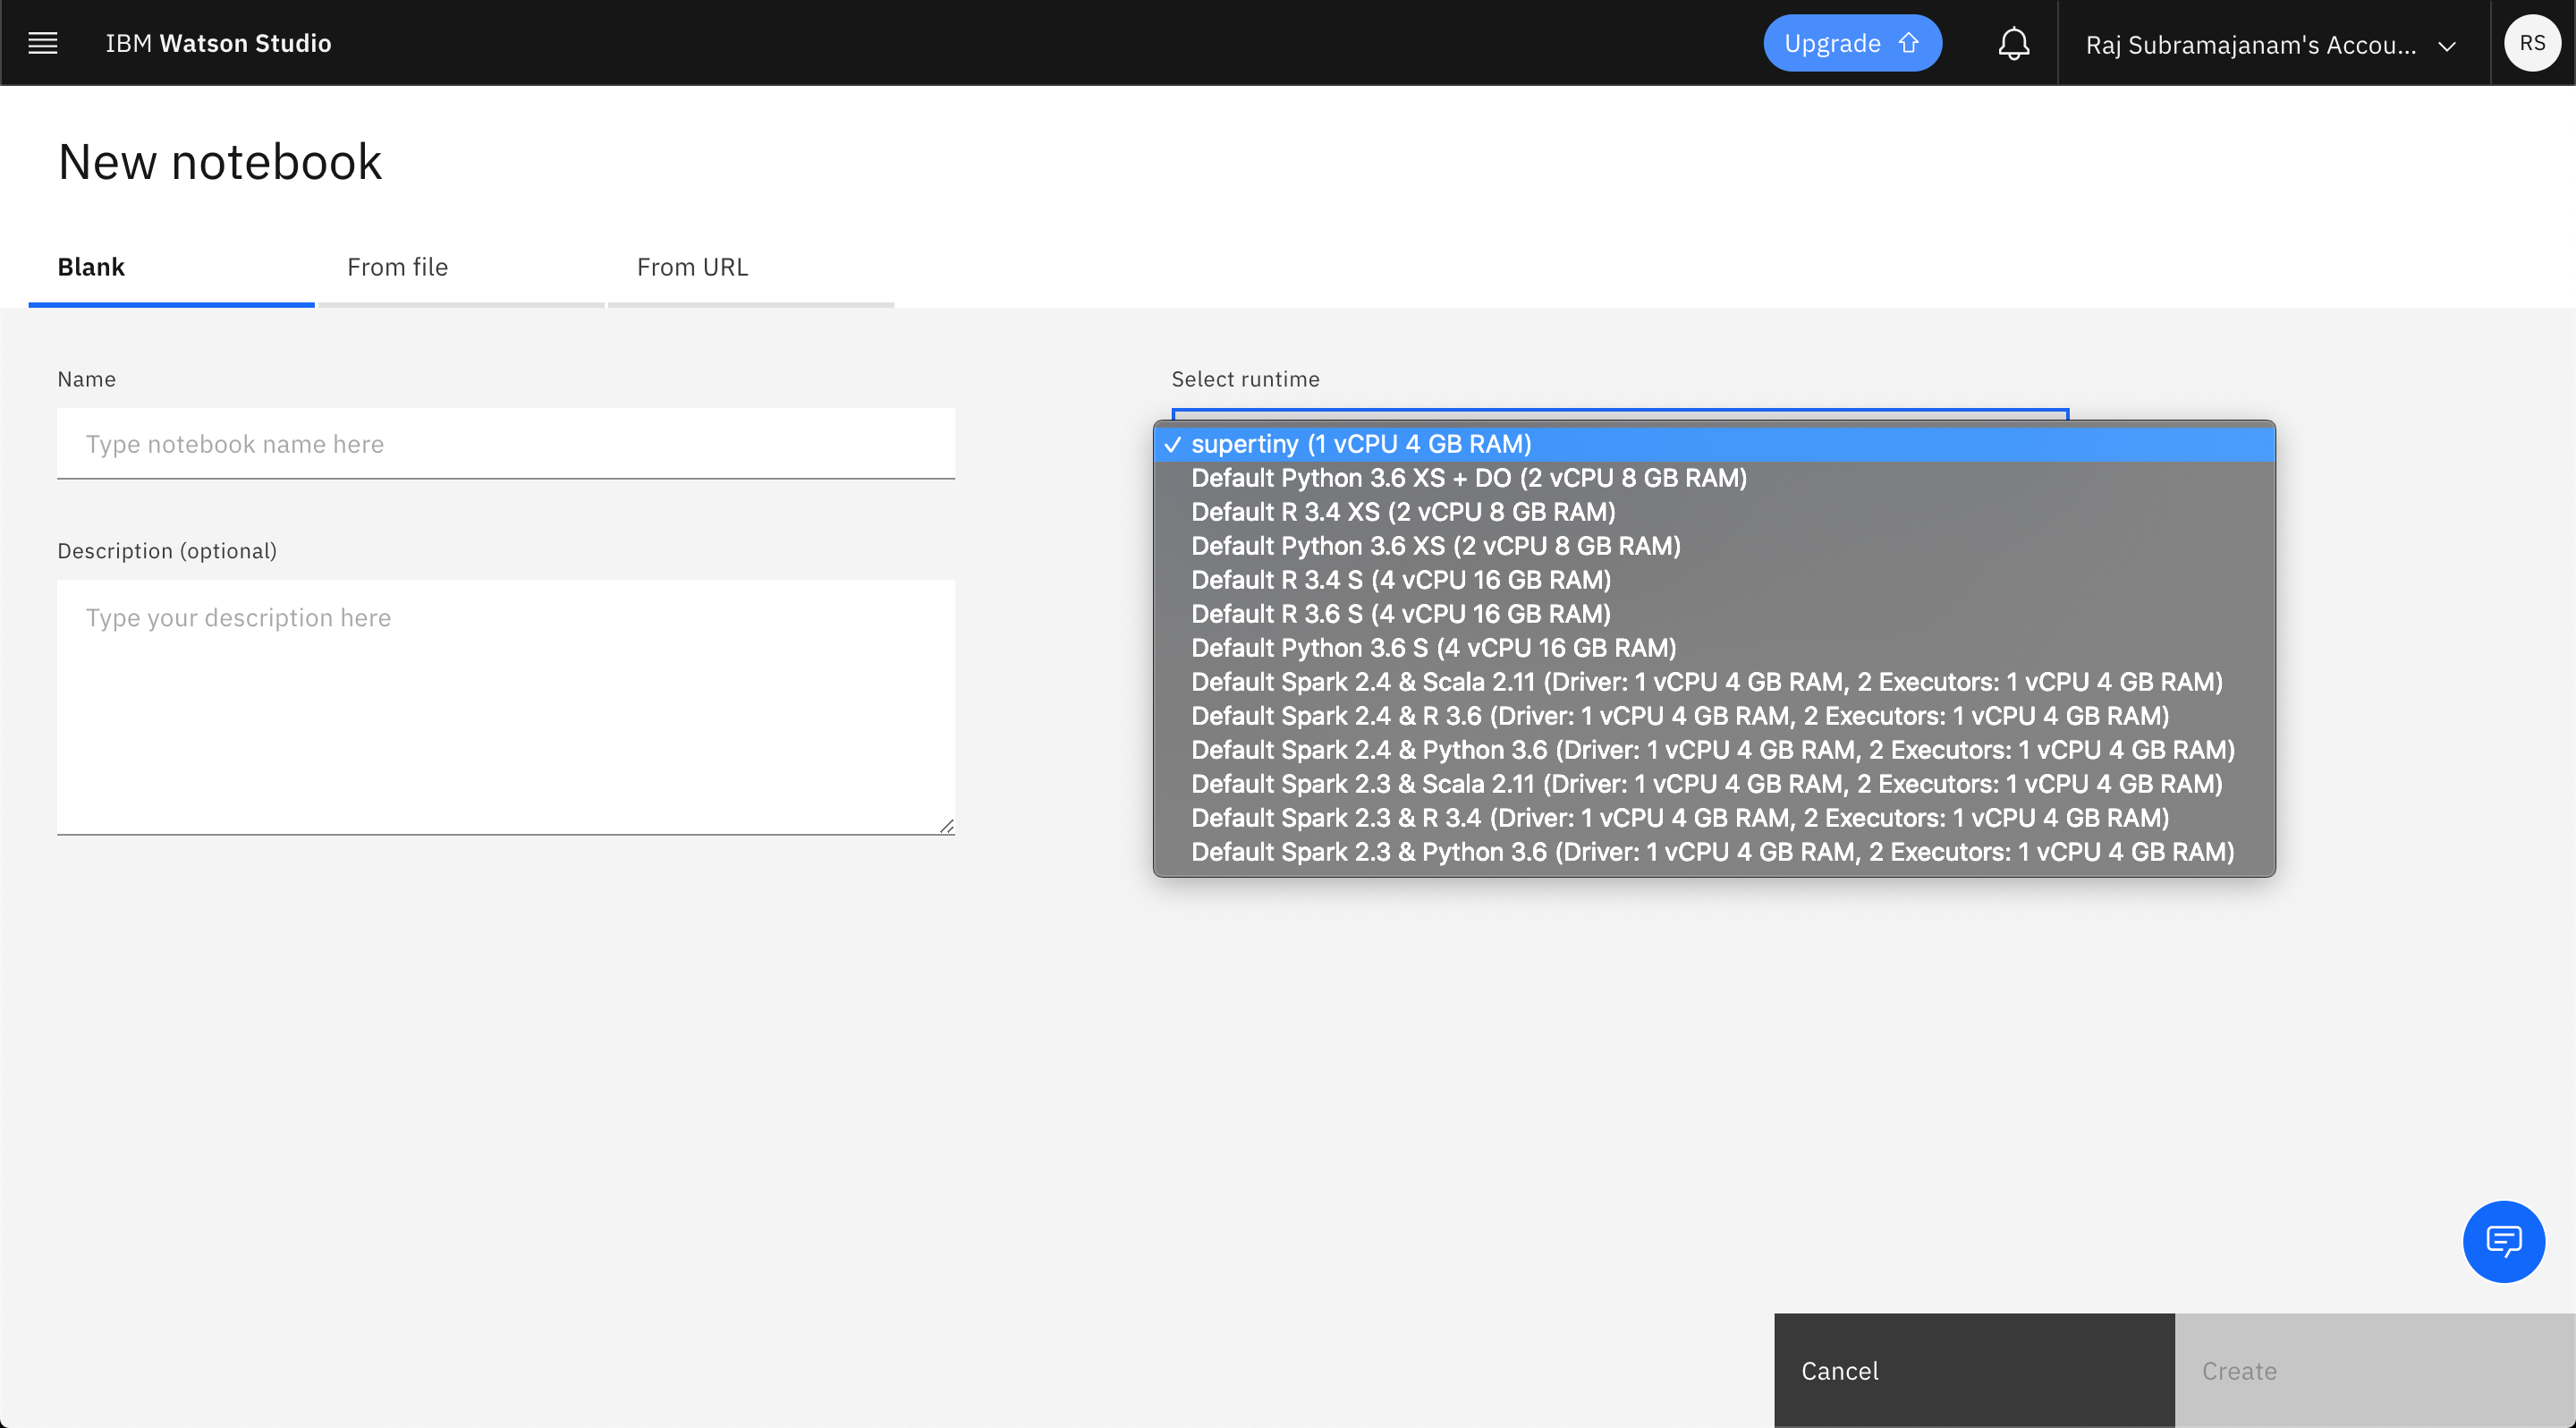 IBM Watson Studio
Upgrade
Raj Subramajanam's Accou...
RS
New notebook
Blank
From file
From URL
Name
Type notebook name here
Description (optional)
Type your description here
Select runtime
✓ supertiny (1 vCPU 4 GB RAM)
Default Python 3.6 XS + DO (2 vCPU 8 GB RAM)
Default R 3.4 XS (2 vCPU 8 GB RAM)
Default Python 3.6 XS (2 vCPU 8 GB RAM)
Default R 3.4 S (4 vCPU 16 GB RAM)
Default R 3.6 S (4 vCPU 16 GB RAM)
Default Python 3.6 S (4 vCPU 16 GB RAM)
Default Spark 2.4 & Scala 2.11 (Driver: 1 vCPU 4 GB RAM, 2 Executors: 1 vCPU 4 GB RAM)
Default Spark 2.4 & R 3.6 (Driver: 1 vCPU 4 GB RAM, 2 Executors: 1 vCPU 4 GB RAM)
Default Spark 2.4 & Python 3.6 (Driver: 1 vCPU 4 GB RAM, 2 Executors: 1 vCPU 4 GB RAM)
Default Spark 2.3 & Scala 2.11 (Driver: 1 vCPU 4 GB RAM, 2 Executors: 1 vCPU 4 GB RAM)
Default Spark 2.3 & R 3.4 (Driver: 1 vCPU 4 GB RAM, 2 Executors: 1 vCPU 4 GB RAM)
Default Spark 2.3 & Python 3.6 (Driver: 1 vCPU 4 GB RAM, 2 Executors: 1 vCPU 4 GB RAM)
Cancel
Create